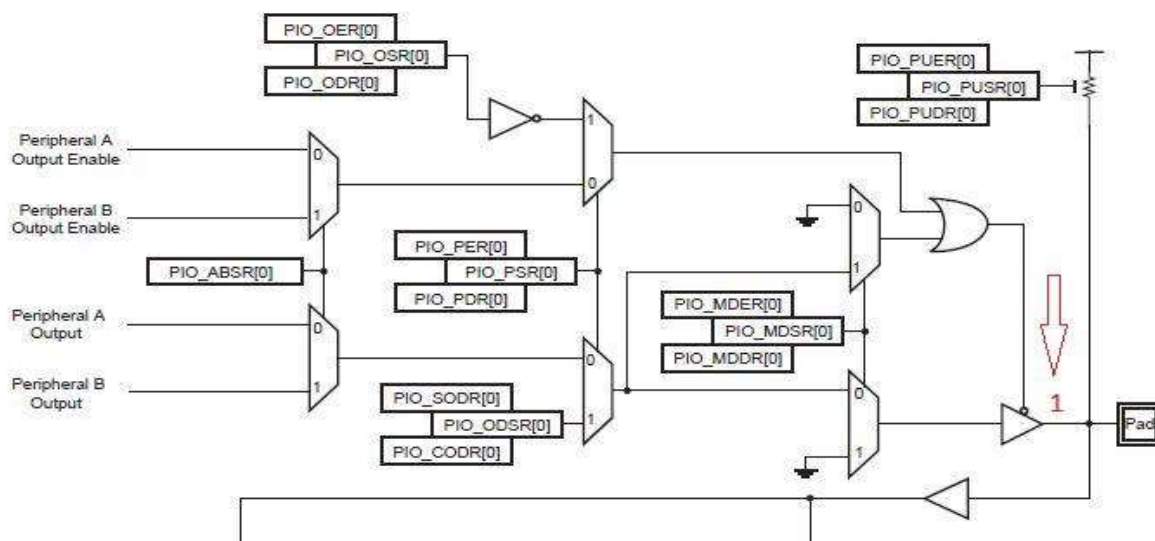 PIO_OER[0]
PIO_OSR[0]
PIO_ODR[0]
PIO_PUER[0]
PIO_PUSR[0]
PIO_PUDR[0]
1
Peripheral A
Output Enable
0
0
Peripheral B
Output Enable
1
0
PIO_PER[0]
PIO_ABSR[0]
PIO_PSR[0]
1
PIO_PDR[0]
PIO_MDER[0]
Peripheral A
Output
0
PIO_MDSR[0]
0
PIO_MDDR[0]
Peripheral B
Output
1
PIO_SODR[0]
0
1
PIO_ODSR[0]
1
Pad
PIO_CODR[0]
1